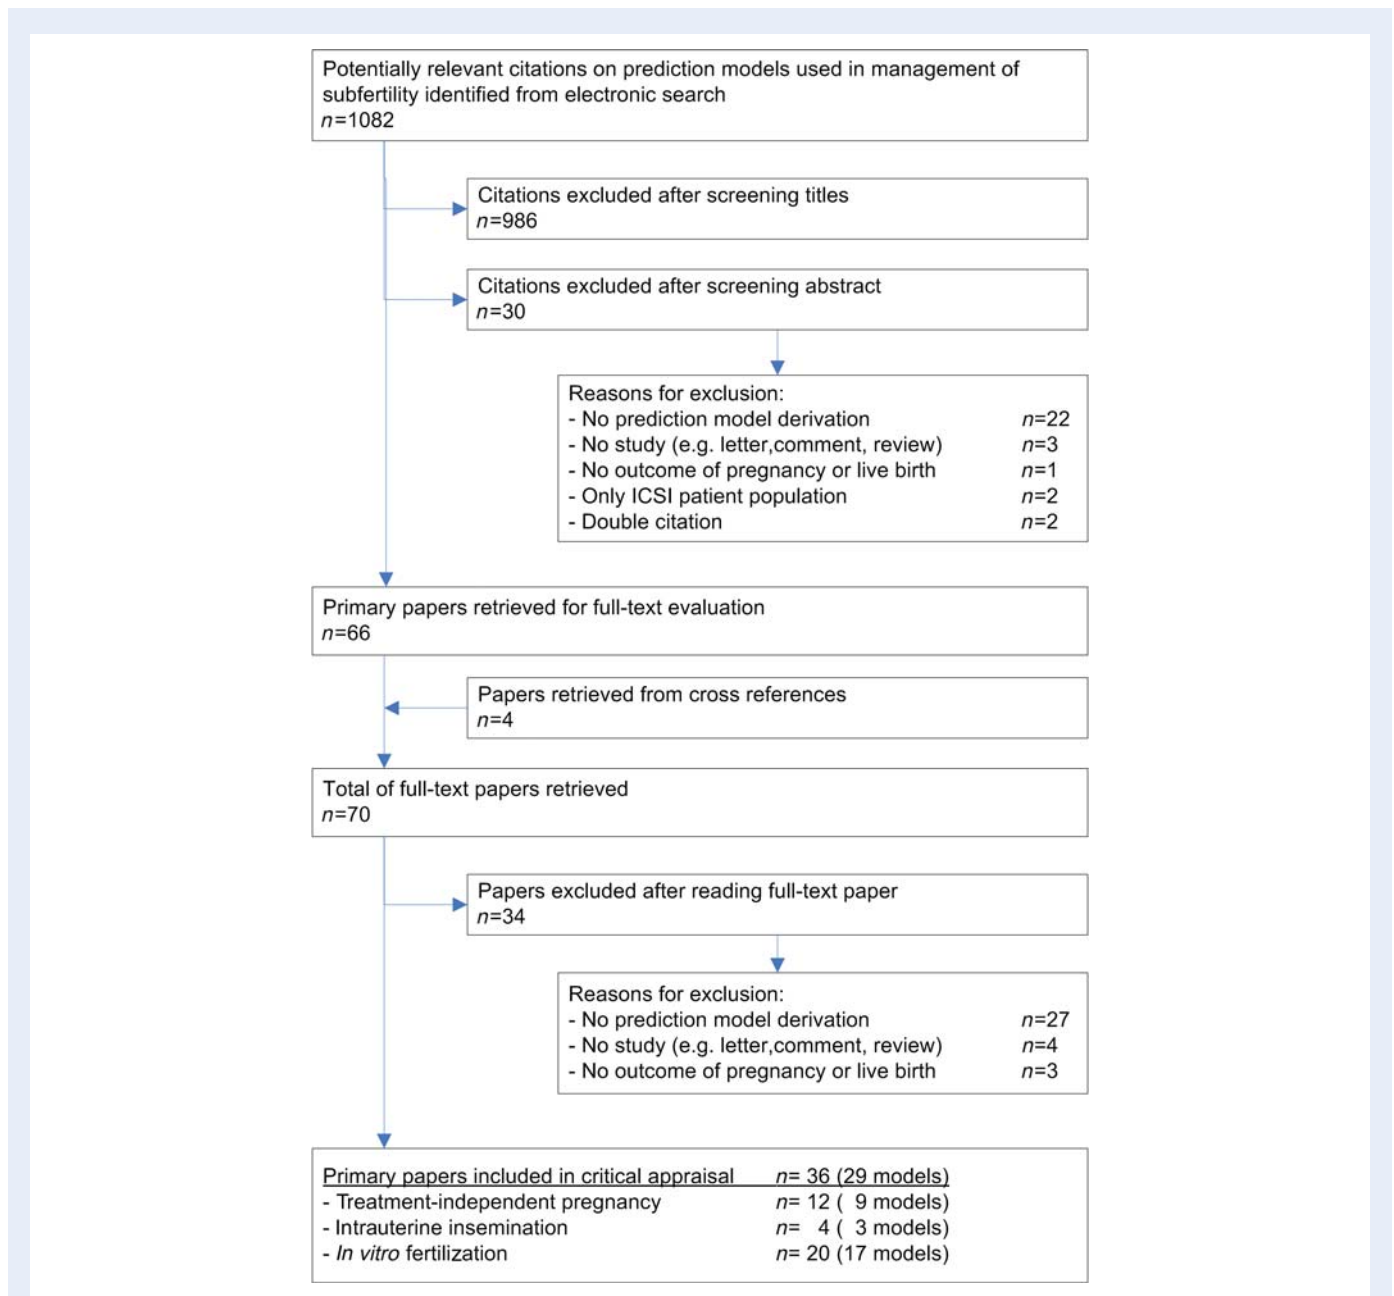 Potentially relevant citations on prediction models used in management of
subfertility identified from electronic search
n=1082
Citations excluded after screening titles
n=986
Citations excluded after screening abstract
n=30
Reasons for exclusion:
- No prediction model derivation n=22
- No study (e.g. letter,comment, review) n=3
- No outcome of pregnancy or live birth n=1
- Only ICSI patient population n=2
- Double citation n=2
Primary papers retrieved for full-text evaluation
n=66
Papers retrieved from cross references
n=4
Total of full-text papers retrieved
n=70
Papers excluded after reading full-text paper
n=34
Reasons for exclusion:
- No prediction model derivation n=27
- No study (e.g. letter,comment, review) n=4
- No outcome of pregnancy or live birth n=3
Primary papers included in critical appraisal n= 36 (29 models)
- Treatment-independent pregnancy n= 12 ( 9 models)
- Intrauterine insemination n= 4 ( 3 models)
- In vitro fertilization n= 20 (17 models)